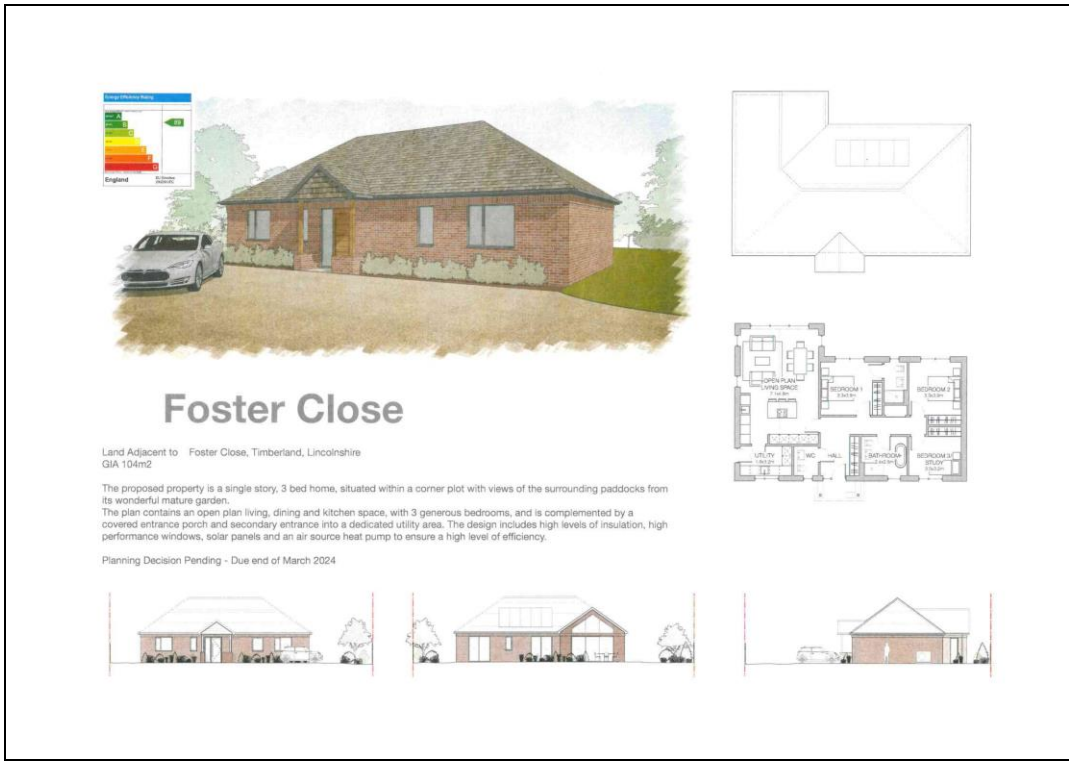 Energy Efficiency Rating
A
B
C
E
F
G
89
England
Foster Close
Land Adjacent to Foster Close, Timberland, Lincolnshire
GIA 104m2
The proposed property is a single story, 3 bed home, situated within a corner plot with views of the surrounding paddocks from
its wonderful mature garden.
The plan contains an open plan living, dining and kitchen space, with 3 generous bedrooms, and is complemented by a
covered entrance porch and secondary entrance into a dedicated utility area. The design includes high levels of insulation, high
performance windows, solar panels and an air source heat pump to ensure a high level of efficiency.
Planning Decision Pending - Due end of March 2024
OPEN PLAN
LIVING SPACE
BEDROOM 1
BEDROOM 2
UTILITY
WC
HALL
BATHROOM
BEDROOM 3/
STUDY